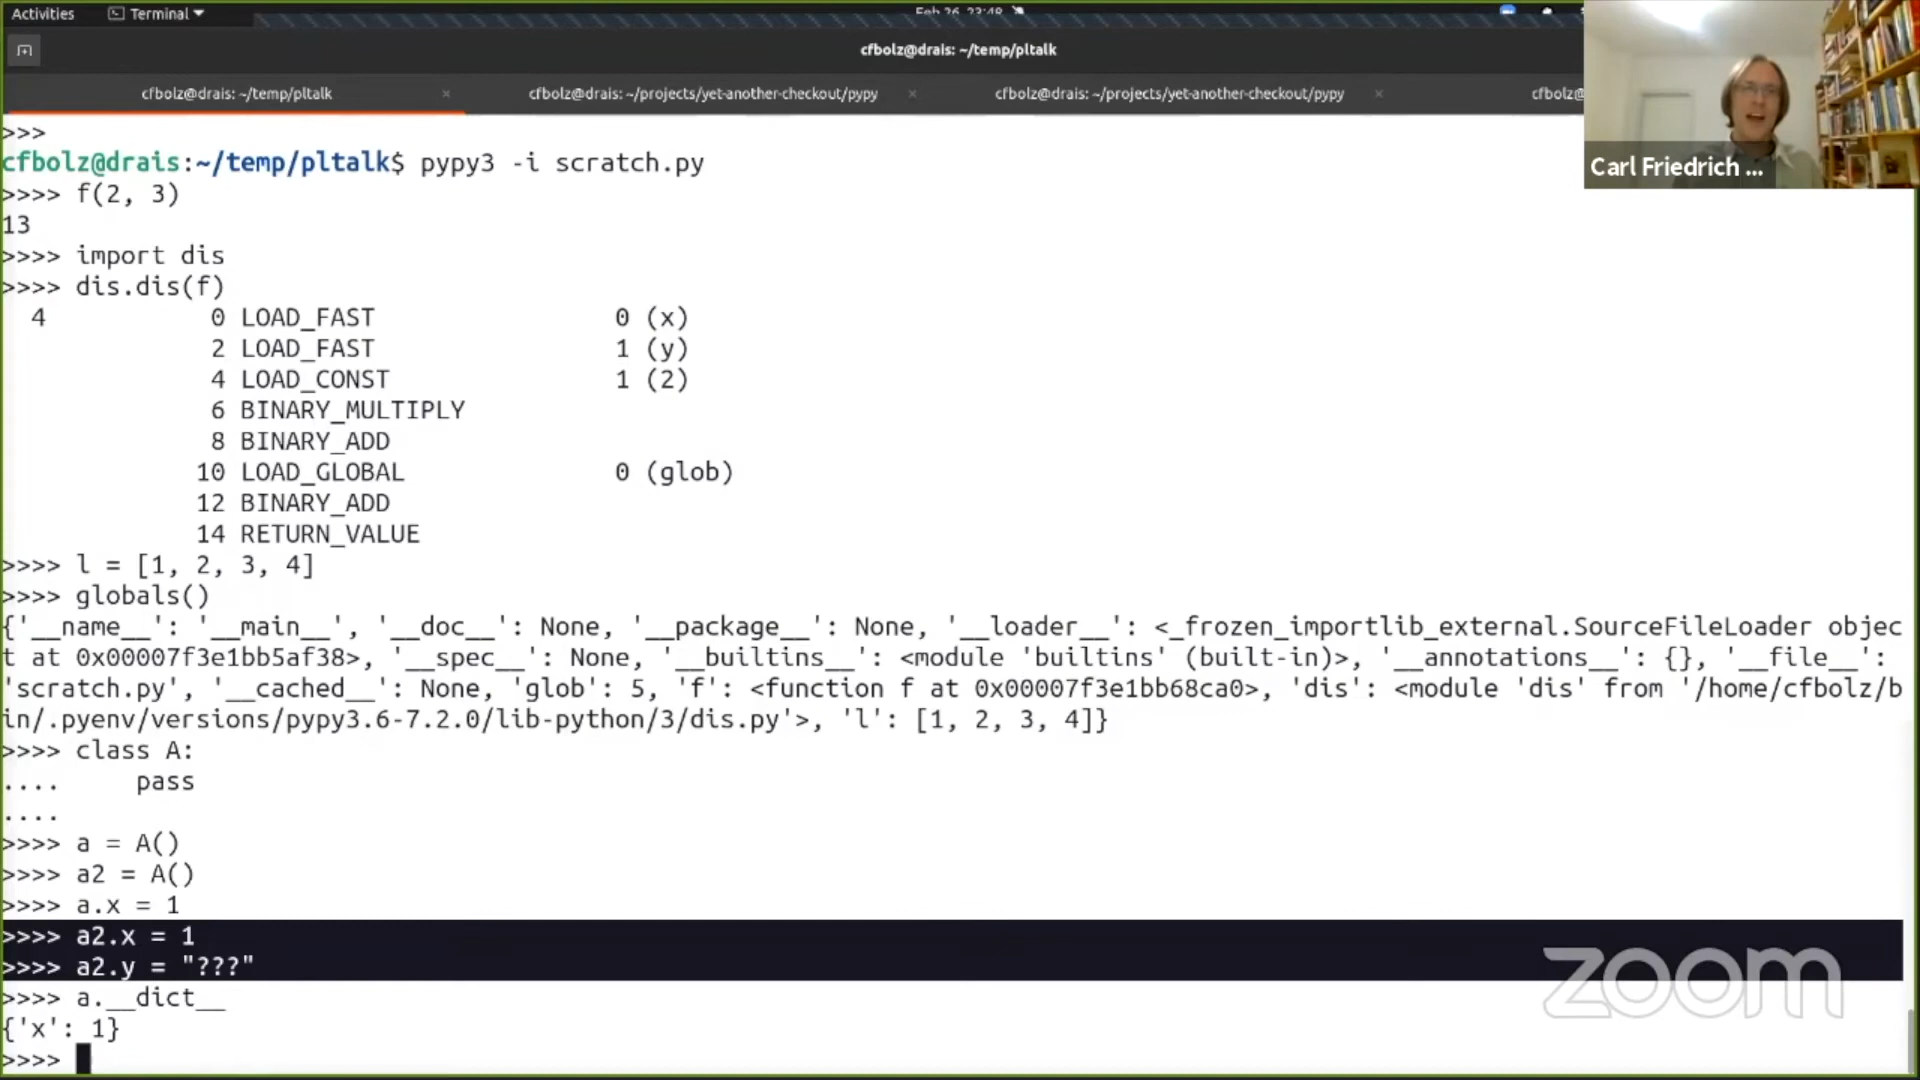 Activities
Terminal
Feb 26 23:48
cfbolz@drais: ~/temp/pltalk
cfbolz@drais: ~/temp/pltalk
cfbolz@drais: ~/projects/yet-another-checkout/pypy
cfbolz@drais: ~/projects/yet-another-checkout/pypy
cfbolz@
Carl Friedrich ...
>>>
cfbolz@drais:~/temp/pltalk$ pypy3 -i scratch.py
>>>> f(2, 3)
13
>>>> import dis
>>>> dis.dis(f)
4 0 LOAD_FAST 0 (x)
2 LOAD_FAST 1 (y)
4 LOAD_CONST 1 (2)
6 BINARY_MULTIPLY
8 BINARY_ADD
10 LOAD_GLOBAL 0 (glob)
12 BINARY_ADD
14 RETURN_VALUE
>>>> l = [1, 2, 3, 4]
>>>> globals()
{'__name__': '__main__', '__doc__': None, '__package__': None, '__loader__': <_frozen_importlib_external.SourceFileLoader objec
t at 0x00007f3e1bb5af38>, '__spec__': None, '__builtins__': <module 'builtins' (built-in)>, '__annotations__': {}, '__file__':
'scratch.py', '__cached__': None, 'glob': 5, 'f': <function f at 0x00007f3e1bb68ca0>, 'dis': <module 'dis' from '/home/cfbolz/b
in/.pyenv/versions/pypy3.6-7.2.0/lib-python/3/dis.py'>, 'l': [1, 2, 3, 4]}
>>>> class A:
.... pass
....
>>>> a = A()
>>>> a2 = A()
>>>> a.x = 1
>>>> a2.x = 1
>>>> a2.y = "???"
>>>> a.__dict__
{'x': 1}
>>>>
zoom